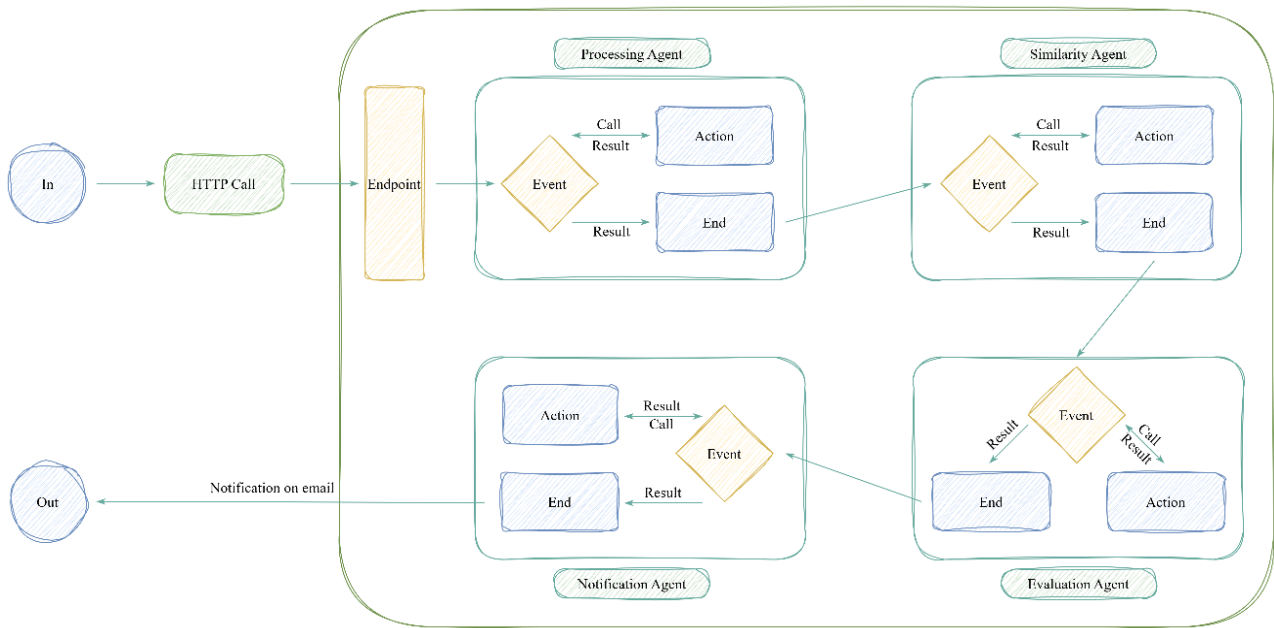 Processing Agent
Similarity Agent
In
HTTP Call
Endpoint
Event
Call
Result
Action
Result
End
Event
Call
Result
Action
Result
End
Action
Result
Call
Event
End
Result
Event
Result
Call
Result
End
Action
Out
Notification on email
Notification Agent
Evaluation Agent